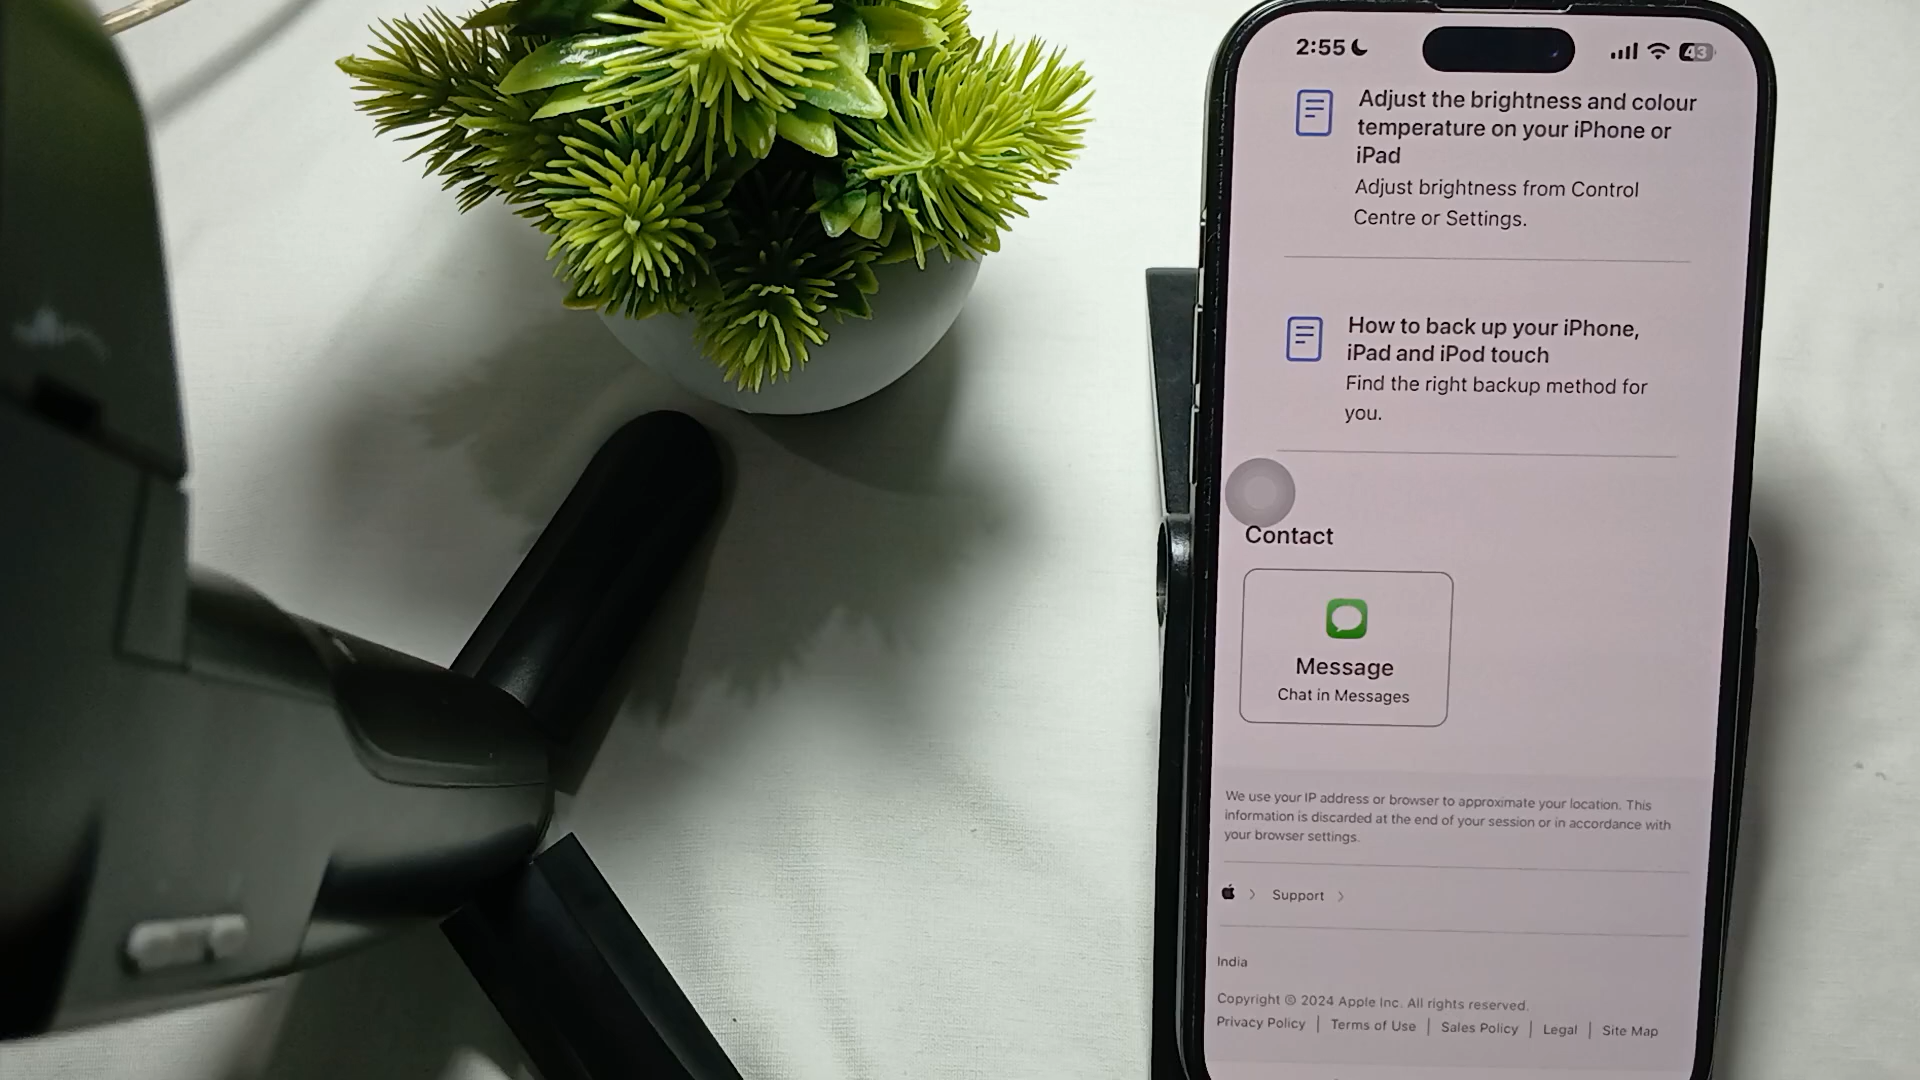 2:55
43
Adjust the brightness and colour
temperature on your iPhone or
iPad
Adjust brightness from Control
Centre or Settings.
How to back up your iPhone,
iPad and iPod touch
Find the right backup method for
you.
Contact
Message
Chat in Messages
We use your IP address or browser to approximate your location. This
information is discarded at the end of your session or in accordance with
your browser settings.
Support
India
Copyright © 2024 Apple Inc. All rights reserved.
Privacy Policy | Terms of Use | Sales Policy | Legal | Site Map